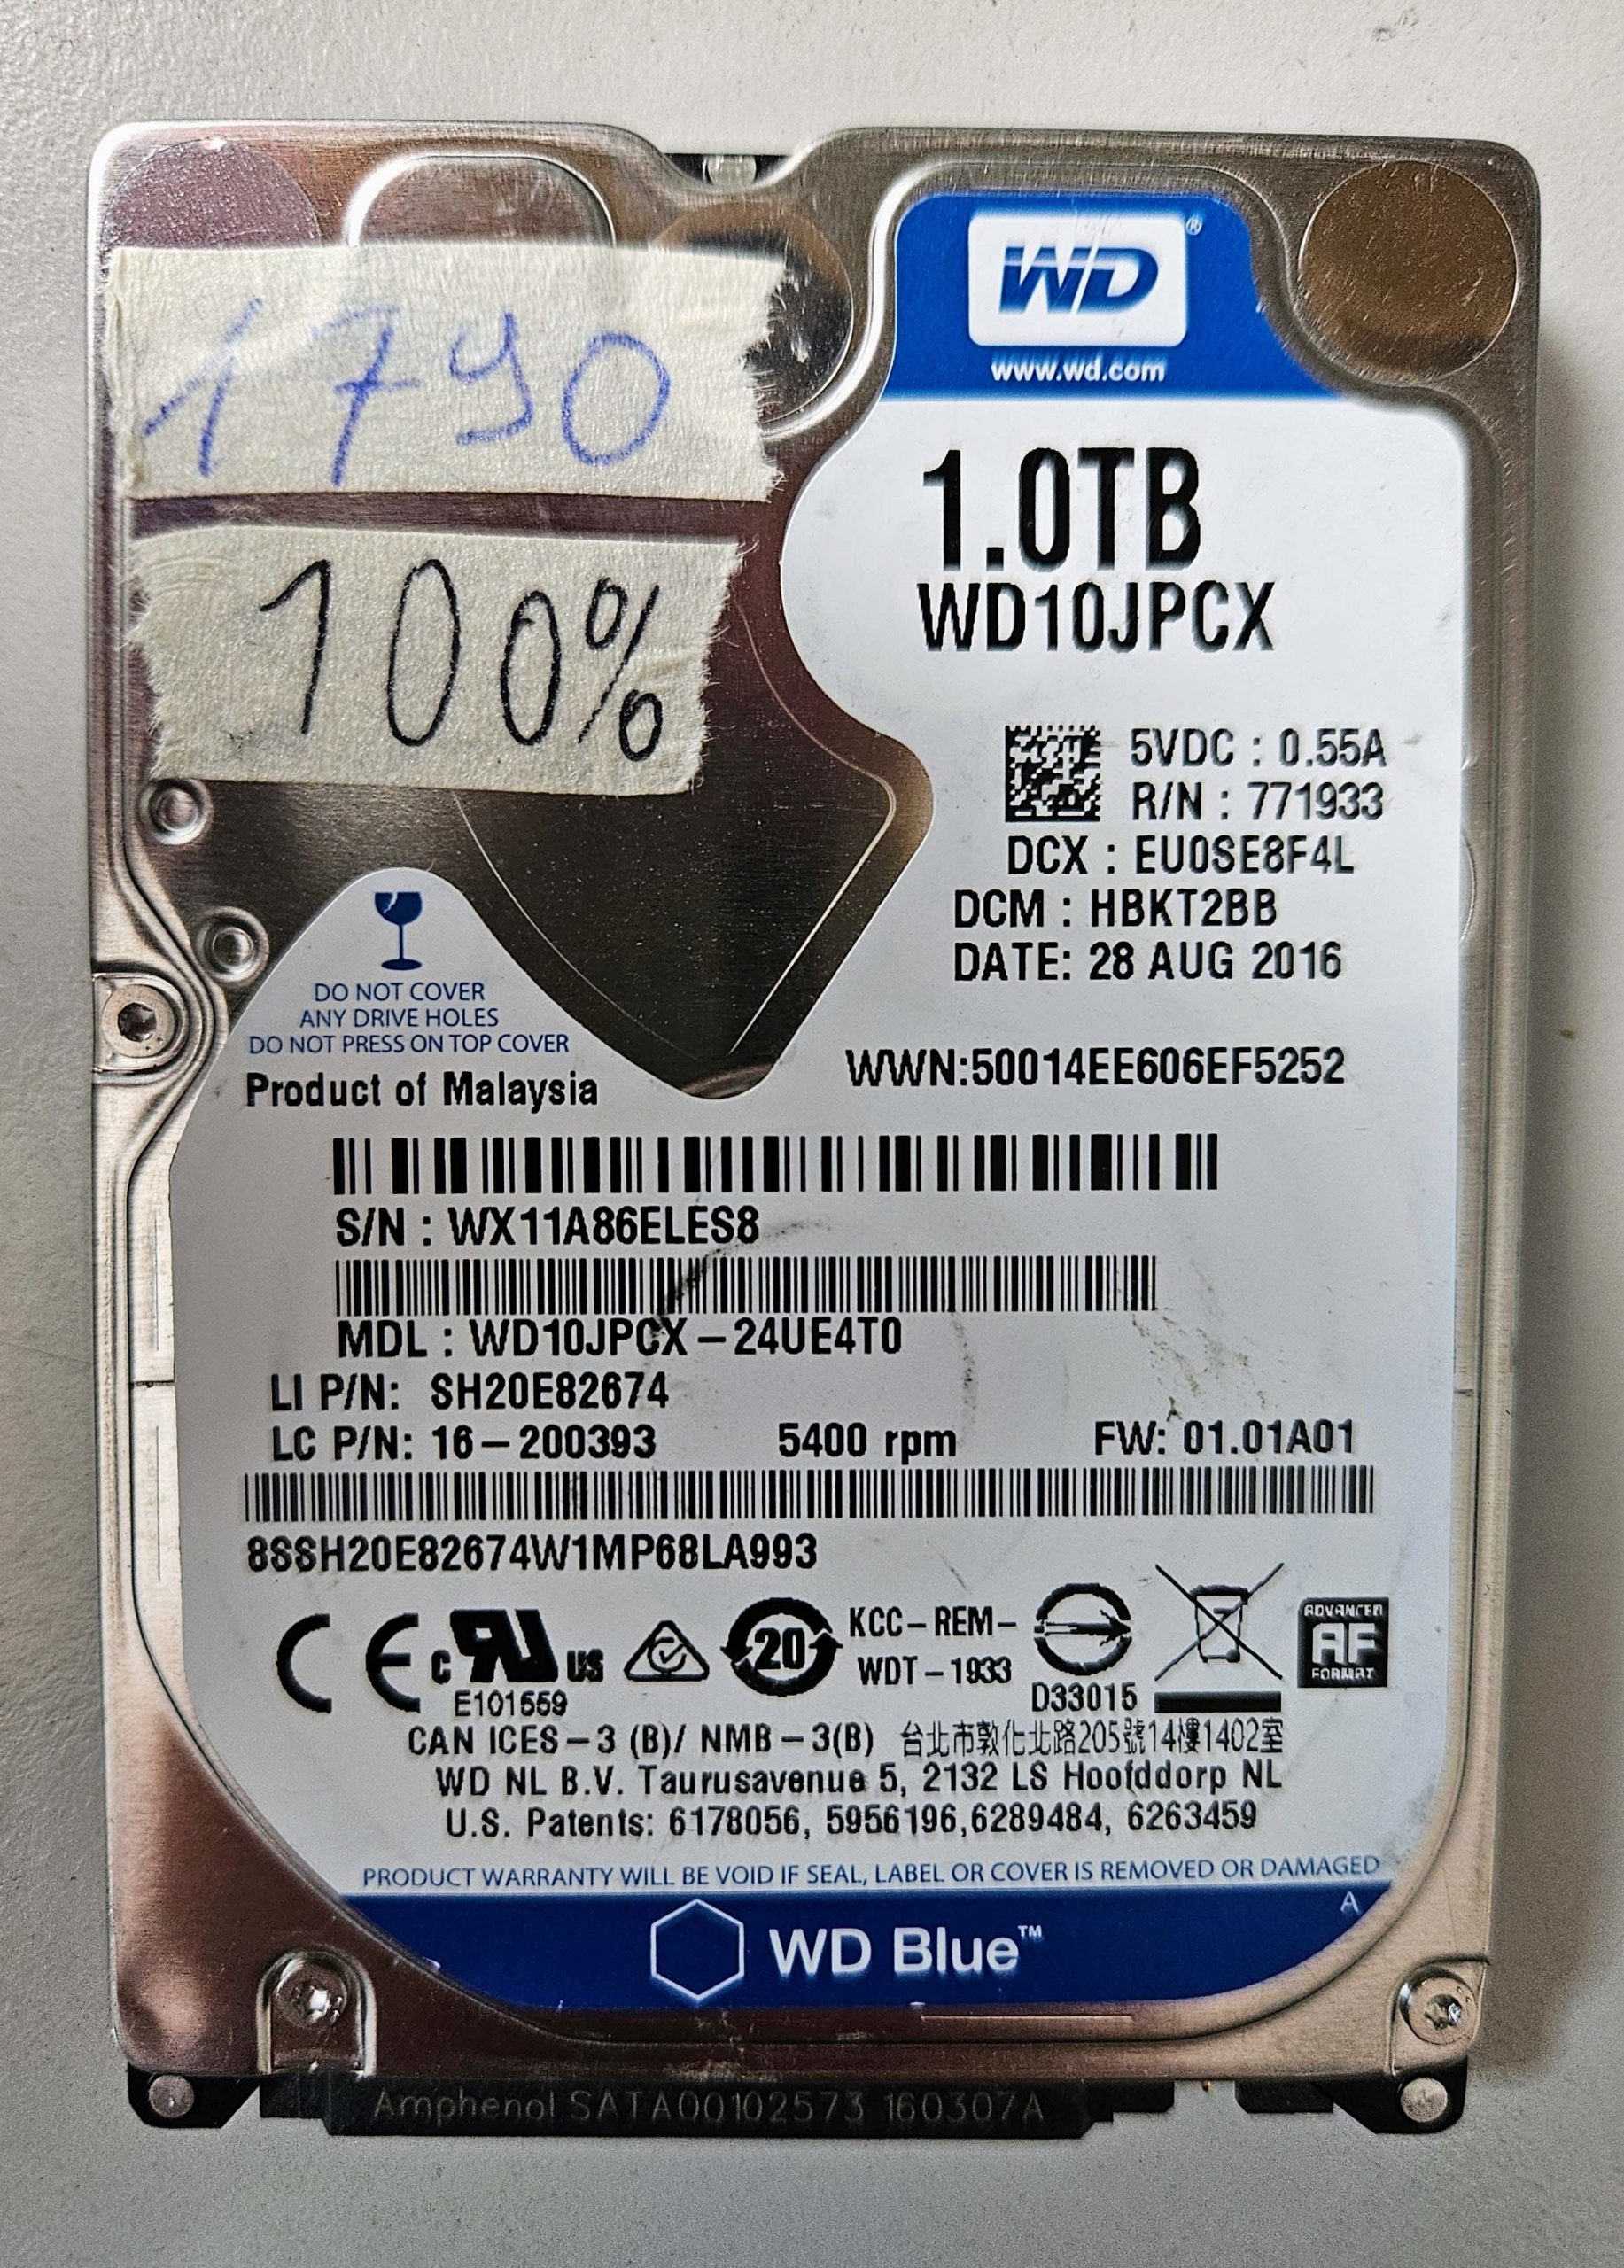 1790
100%
WD®
www.wd.com
1.0TB
WD10JPCX
5VDC : 0.55A
R/N : 771933
DCX : EU0SE8F4L
DCM : HBKT2BB
DATE: 28 AUG 2016
DO NOT COVER
ANY DRIVE HOLES
DO NOT PRESS ON TOP COVER
Product of Malaysia
WWN:50014EE606EF5252
S/N : WX11A86ELES8
MDL : WD10JPCX-24UE4T0
LI P/N: SH20E82674
LC P/N: 16-200393 5400 rpm FW: 01.01A01
8SSH20E82674W1MP68LA993
CE c RU US 20 KCC-REM-
WDT-1933
ADVANCED
AF
FORMAT
E101559 D33015
CAN ICES-3 (B)/ NMB-3(B) 台北市敦化北路205號14樓1402室
WD NL B.V. Taurusavenue 5, 2132 LS Hoofddorp NL
U.S. Patents: 6178056, 5956196,6289484, 6263459
PRODUCT WARRANTY WILL BE VOID IF SEAL, LABEL OR COVER IS REMOVED OR DAMAGED
A
WD Blue™
Amphenol SATA00102573 160307A